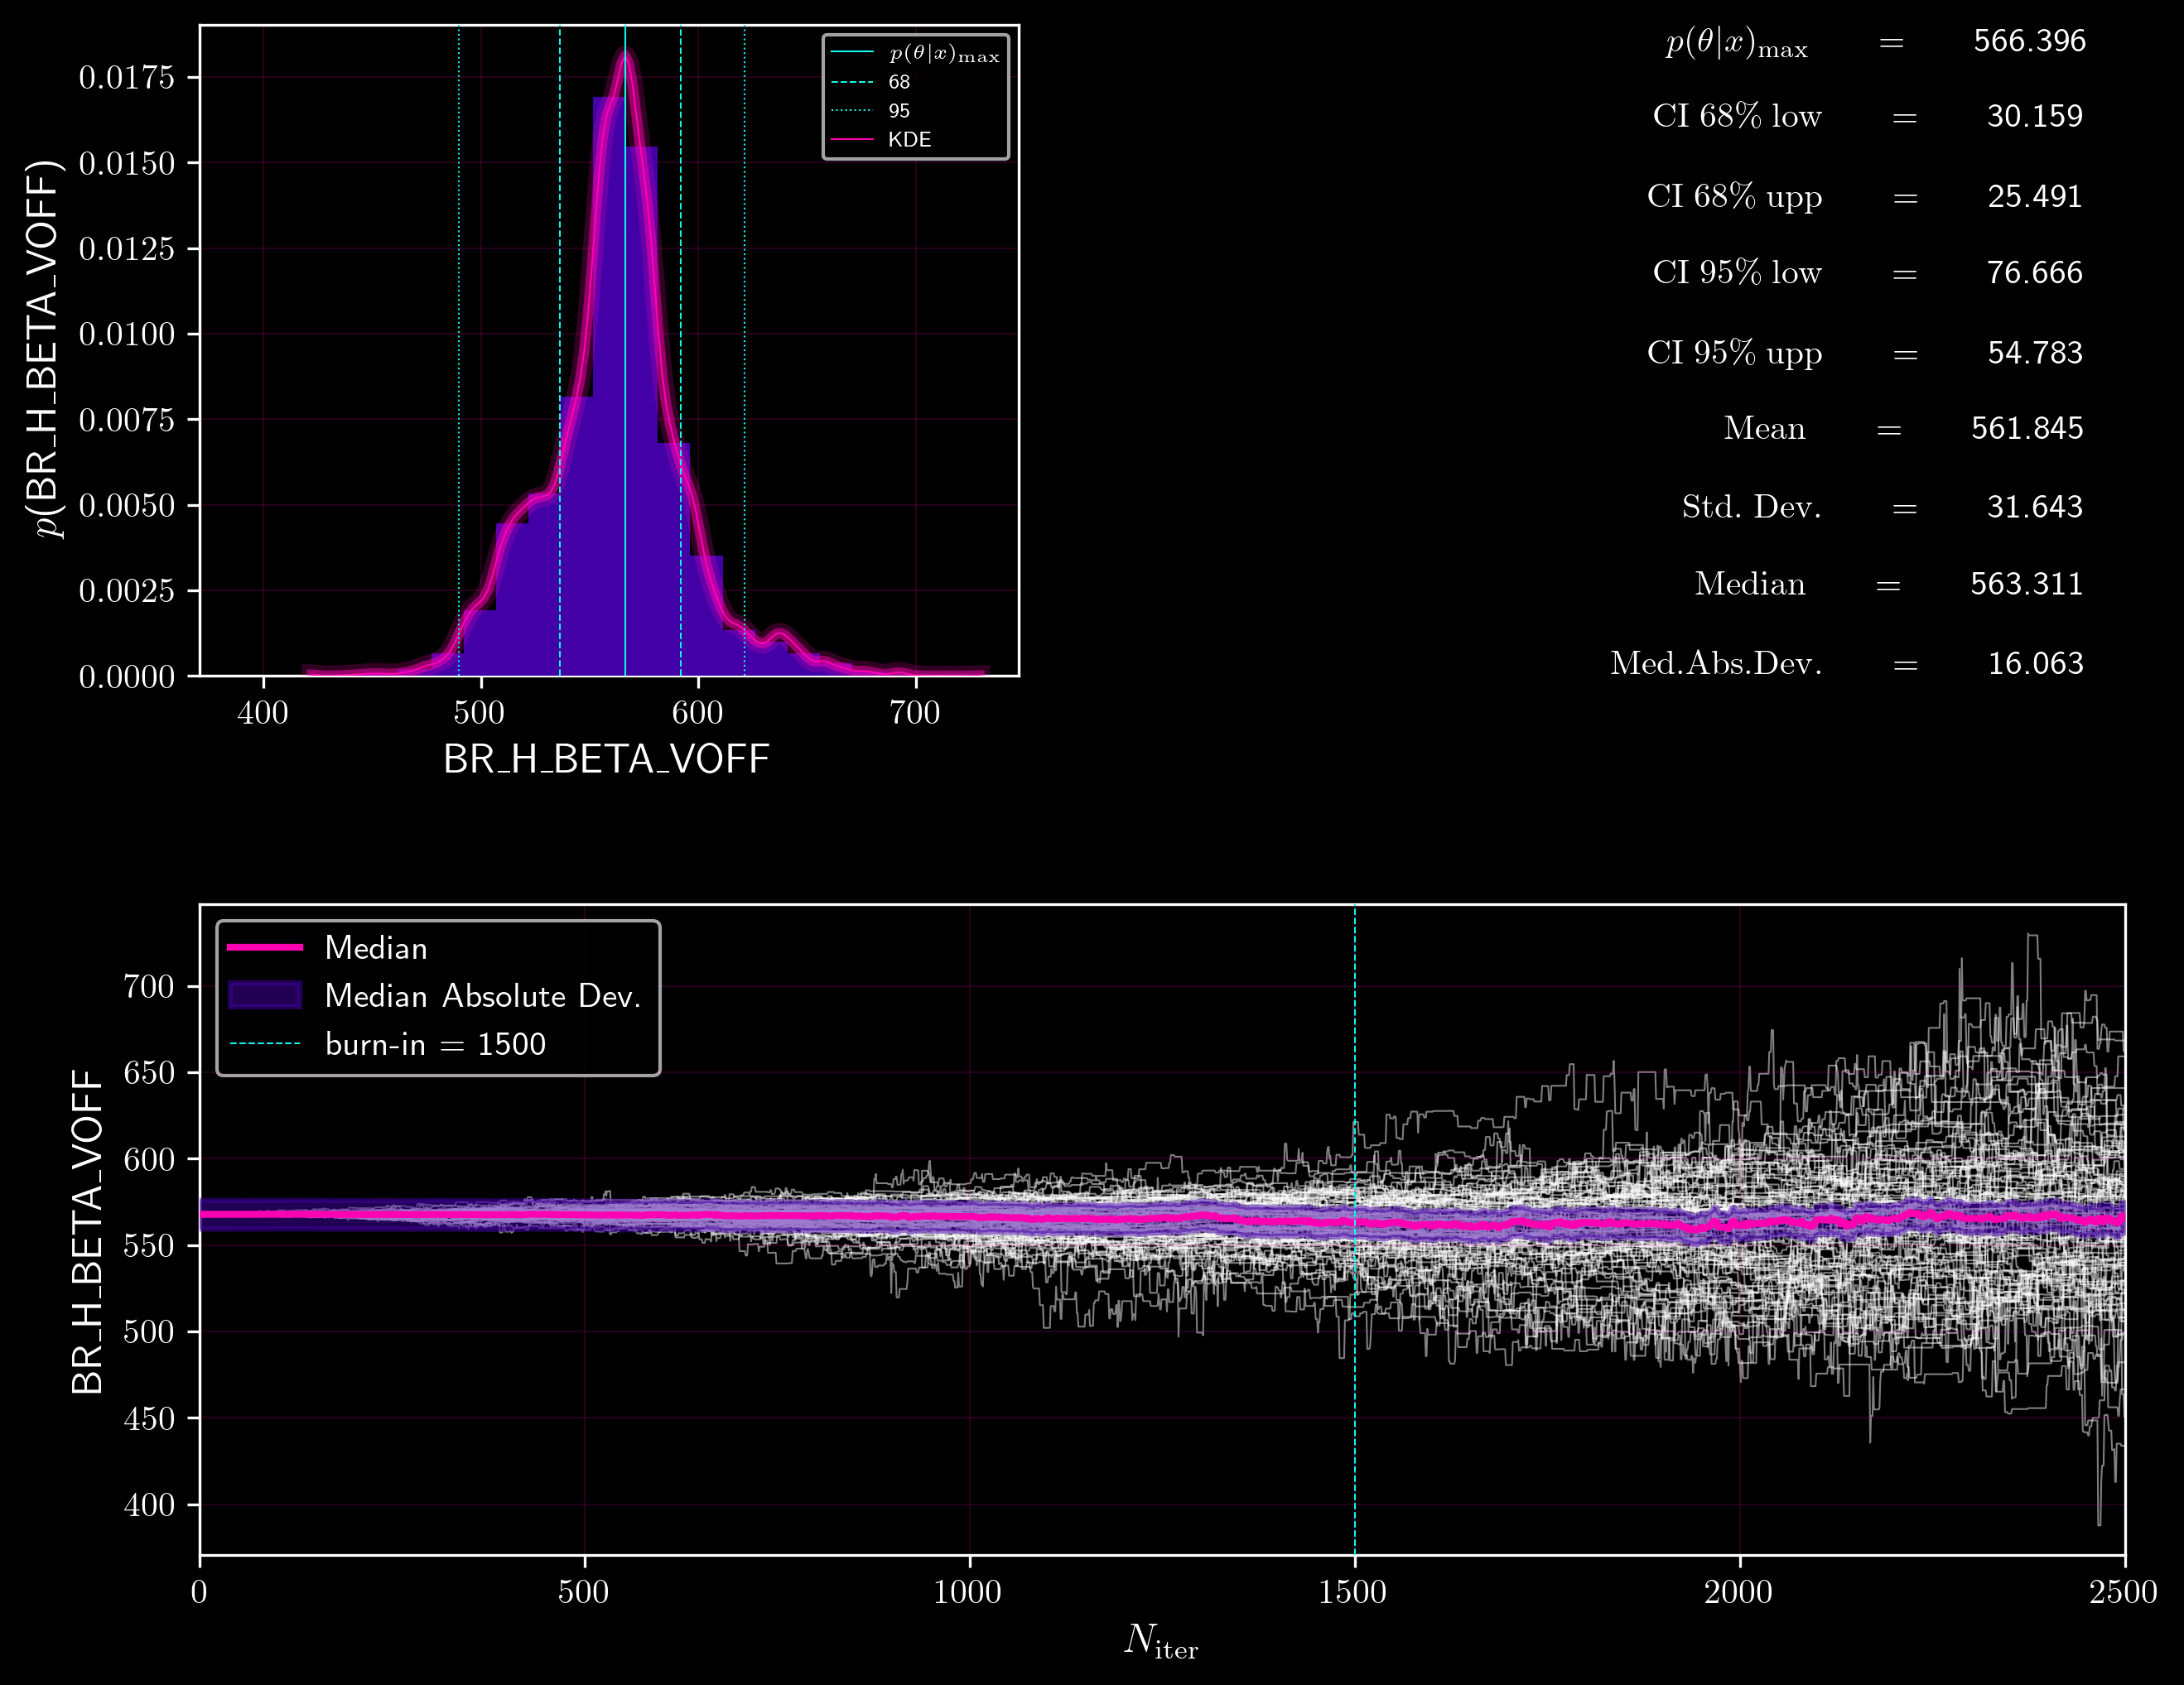 p(BR_H_BETA_VOFF)
0.0175
0.0150
0.0125
0.0100
0.0075
0.0050
0.0025
0.0000
400 500 600 700
BR_H_BETA_VOFF
p(θ|x)max
68
95
KDE
p(θ|x)max = 566.396
CI 68% low = 30.159
CI 68% upp = 25.491
CI 95% low = 76.666
CI 95% upp = 54.783
Mean = 561.845
Std. Dev. = 31.643
Median = 563.311
Med.Abs.Dev. = 16.063
BR_H_BETA_VOFF
700
650
600
550
500
450
400
Median
Median Absolute Dev.
burn-in = 1500
0 500 1000 1500 2000 2500
Niter